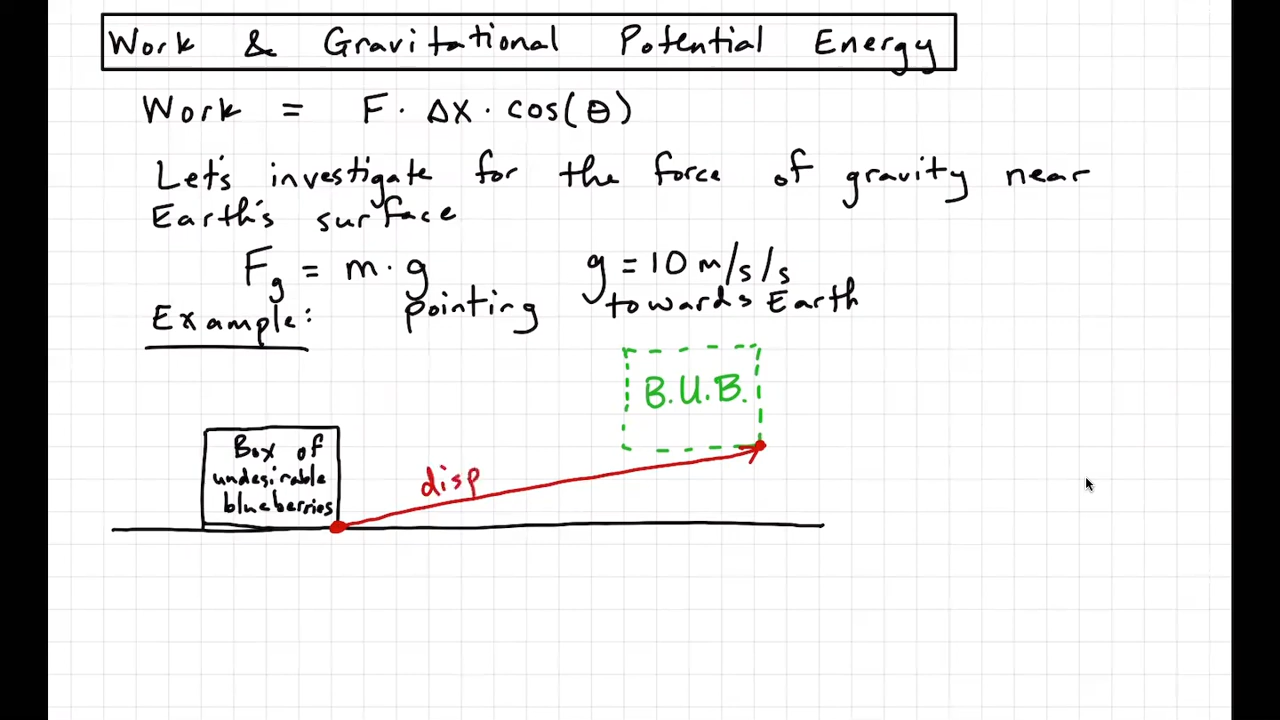 Work & Gravitational Potential Energy
Work = F · Δx · cos(θ)
Let's investigate for the force of gravity near
Earth's surface
Fg = m · g g = 10 m/s/s
Example: pointing towards Earth
B.U.B.
Box of
undesirable
blueberries
disp